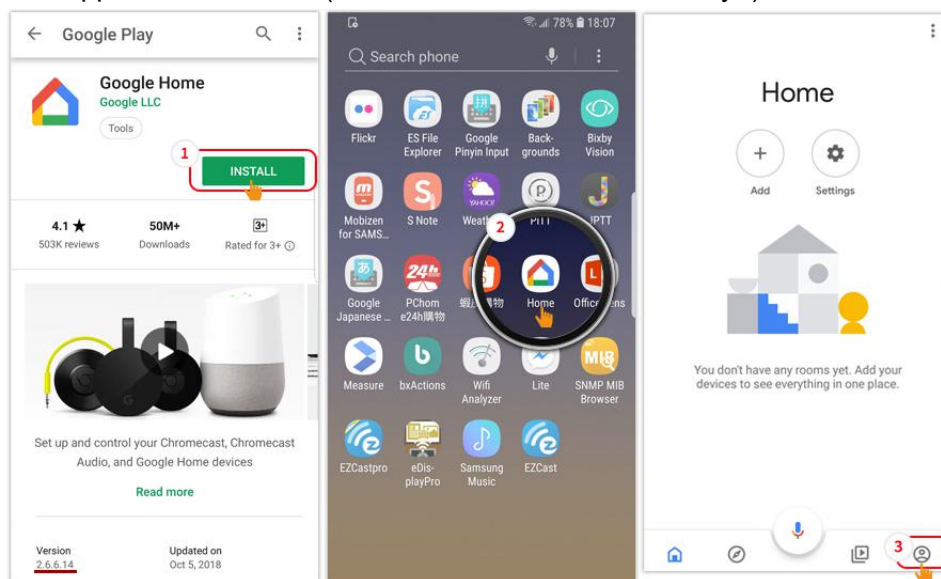 Google Play
Google Home
Google LLC
Tools
1
INSTALL
4.1 ★
503K reviews
50M+
Downloads
3+
Rated for 3+
Set up and control your Chromecast, Chromecast
Audio, and Google Home devices
Read more
Version
2.6.6.14
Updated on
Oct 5, 2018
78% 18:07
Search phone
Flickr
ES File
Explorer
Google
Pinyin Input
Back-
grounds
Bixby
Vision
Mobizen
for SAMS...
S Note
YAHOO!
2
PiTT
JPTT
Google
Japanese ...
24h
PChom
e24h購物
Home
Measure
bxActions
Wifi
Analyzer
Lite
MIB
SNMP MIB
Browser
EZCastpro
eDis-
playPro
Samsung
Music
EZCast
Home
Add
Settings
You don't have any rooms yet. Add your
devices to see everything in one place.
3